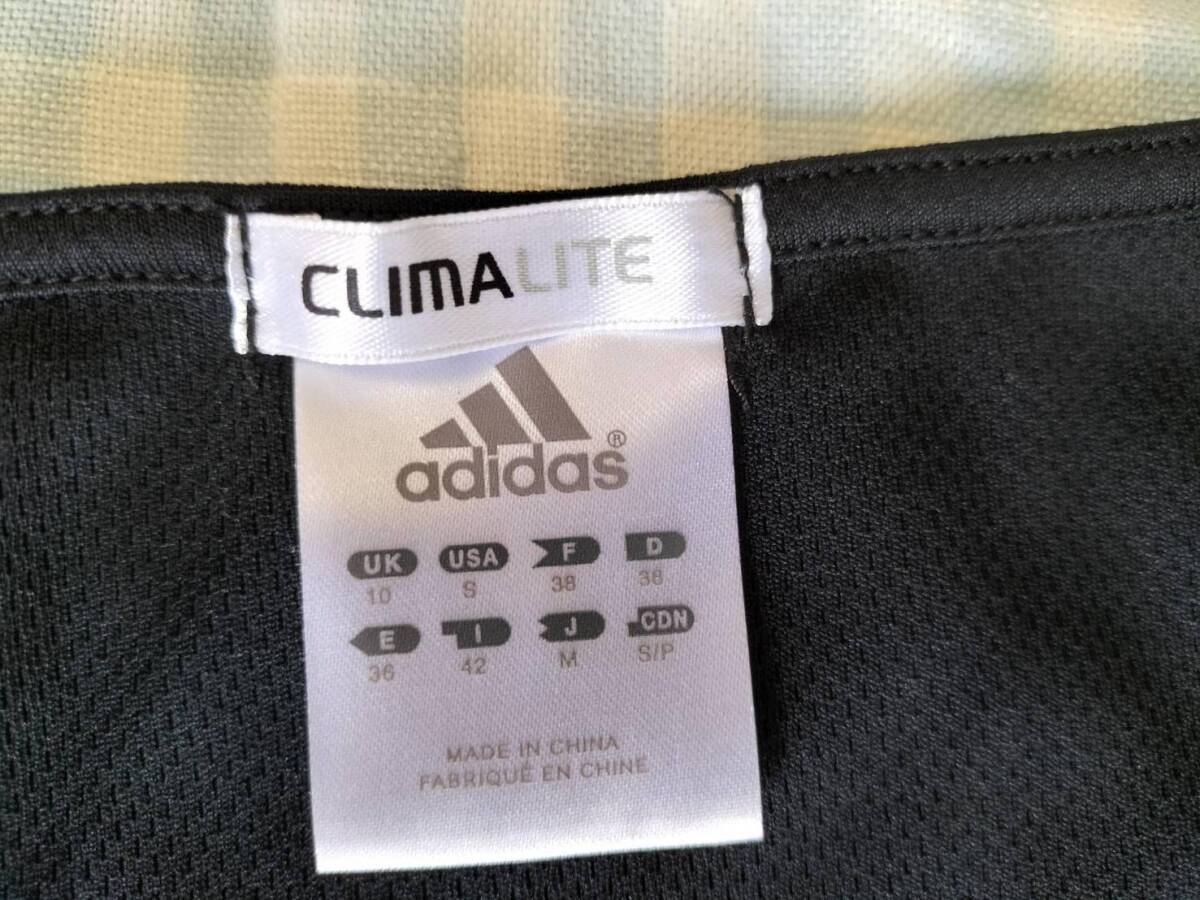 CLIMALITE
adidas®
UK USA F D
10 S 38 36
E I J CDN
36 42 M S/P
MADE IN CHINA
FABRIQUÉ EN CHINE